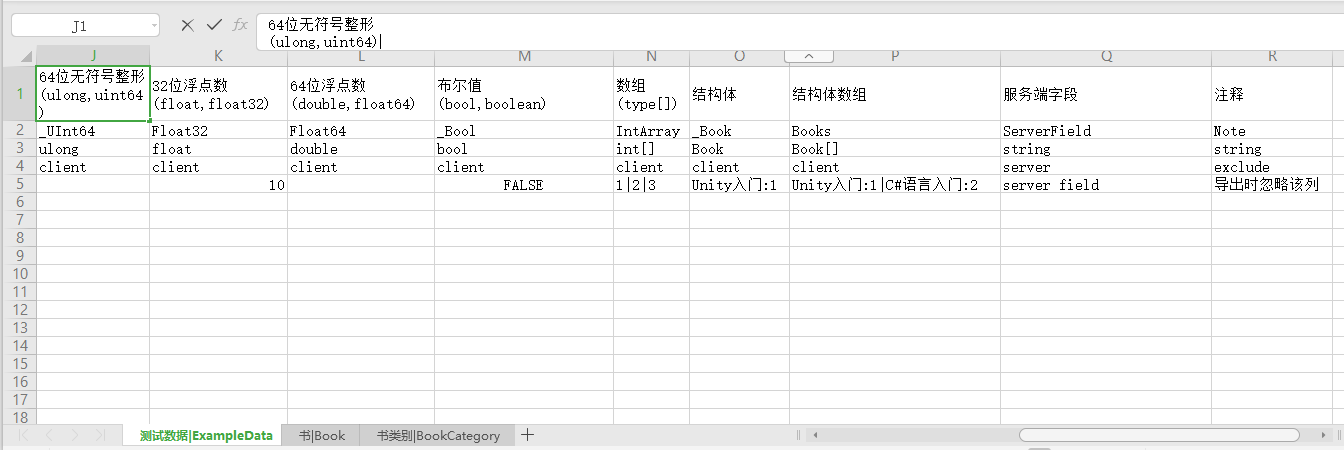 J1
fx
64位无符号整形
(ulong,uint64)
J K L M N O P Q R
1 64位无符号整形
(ulong,uint64
)
32位浮点数
(float,float32)
64位浮点数
(double,float64)
布尔值
(bool,boolean)
数组
(type[])
结构体
结构体数组
服务端字段
注释
2 _UInt64 Float32 Float64 _Bool IntArray _Book Books ServerField Note
3 ulong float double bool int[] Book Book[] string string
4 client client client client client client client server exclude
5 10 FALSE 1|2|3 Unity入门:1 Unity入门:1|C#语言入门:2 server field 导出时忽略该列
6
7
8
9
10
11
12
13
14
15
16
17
18
测试数据|ExampleData 书|Book 书类别|BookCategory